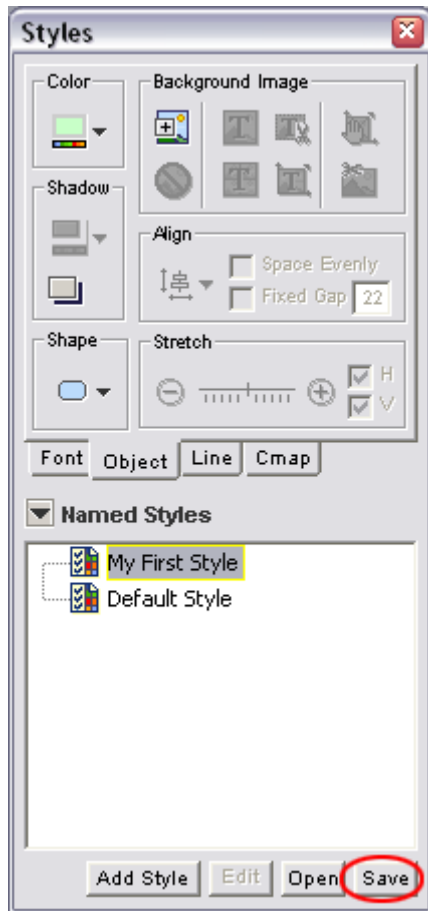 Styles
Color
Background Image
Shadow
Align
Space Evenly
Fixed Gap 22
Shape
Stretch
H
V
Font Object Line Cmap
Named Styles
My First Style
Default Style
Add Style Edit Open Save